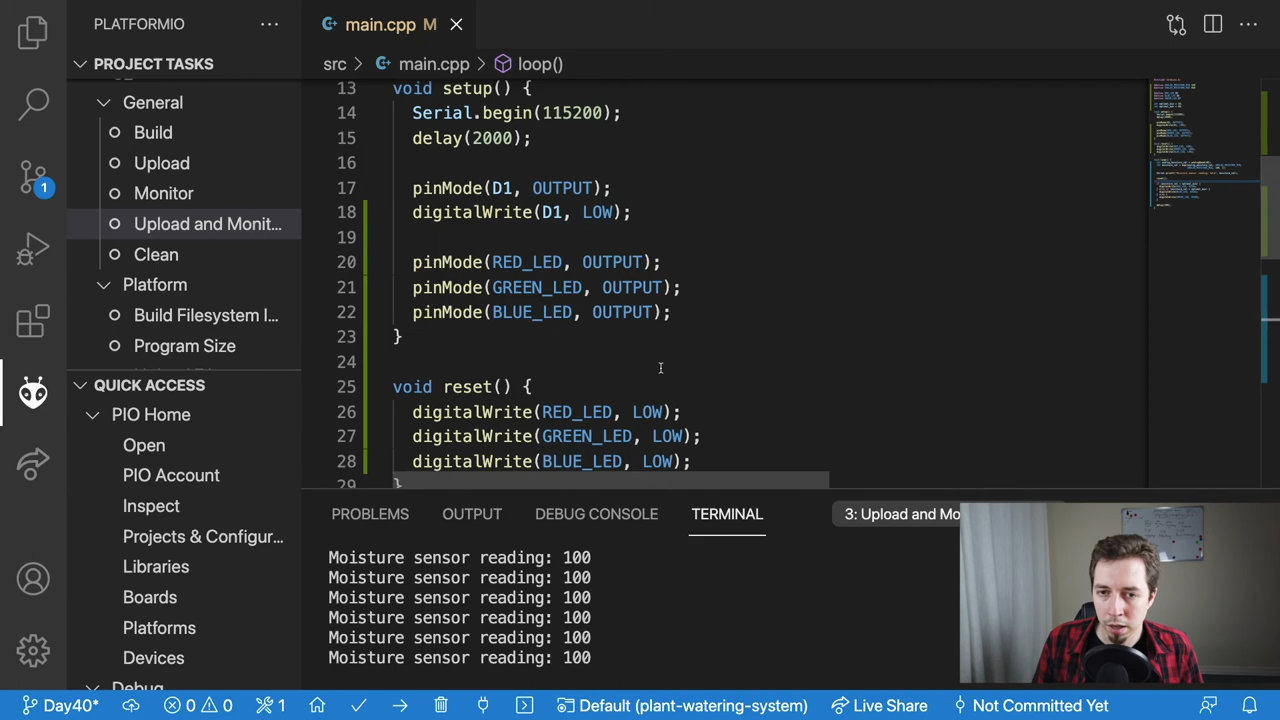 PLATFORMIO
main.cpp M
PROJECT TASKS
src > main.cpp > loop()
General
Build
Upload
Monitor
Upload and Monit...
Clean
Platform
Build Filesystem I...
Program Size
QUICK ACCESS
PIO Home
Open
PIO Account
Inspect
Projects & Configur...
Libraries
Boards
Platforms
Devices
Debug
1
13 void setup() {
14 Serial.begin(115200);
15 delay(2000);
16
17 pinMode(D1, OUTPUT);
18 digitalWrite(D1, LOW);
19
20 pinMode(RED_LED, OUTPUT);
21 pinMode(GREEN_LED, OUTPUT);
22 pinMode(BLUE_LED, OUTPUT);
23 }
24
25 void reset() {
26 digitalWrite(RED_LED, LOW);
27 digitalWrite(GREEN_LED, LOW);
28 digitalWrite(BLUE_LED, LOW);
29 }
PROBLEMS OUTPUT DEBUG CONSOLE TERMINAL 3: Upload and Mo
Moisture sensor reading: 100
Moisture sensor reading: 100
Moisture sensor reading: 100
Moisture sensor reading: 100
Moisture sensor reading: 100
Moisture sensor reading: 100
Day40* 0 0 1 Default (plant-watering-system) Live Share Not Committed Yet